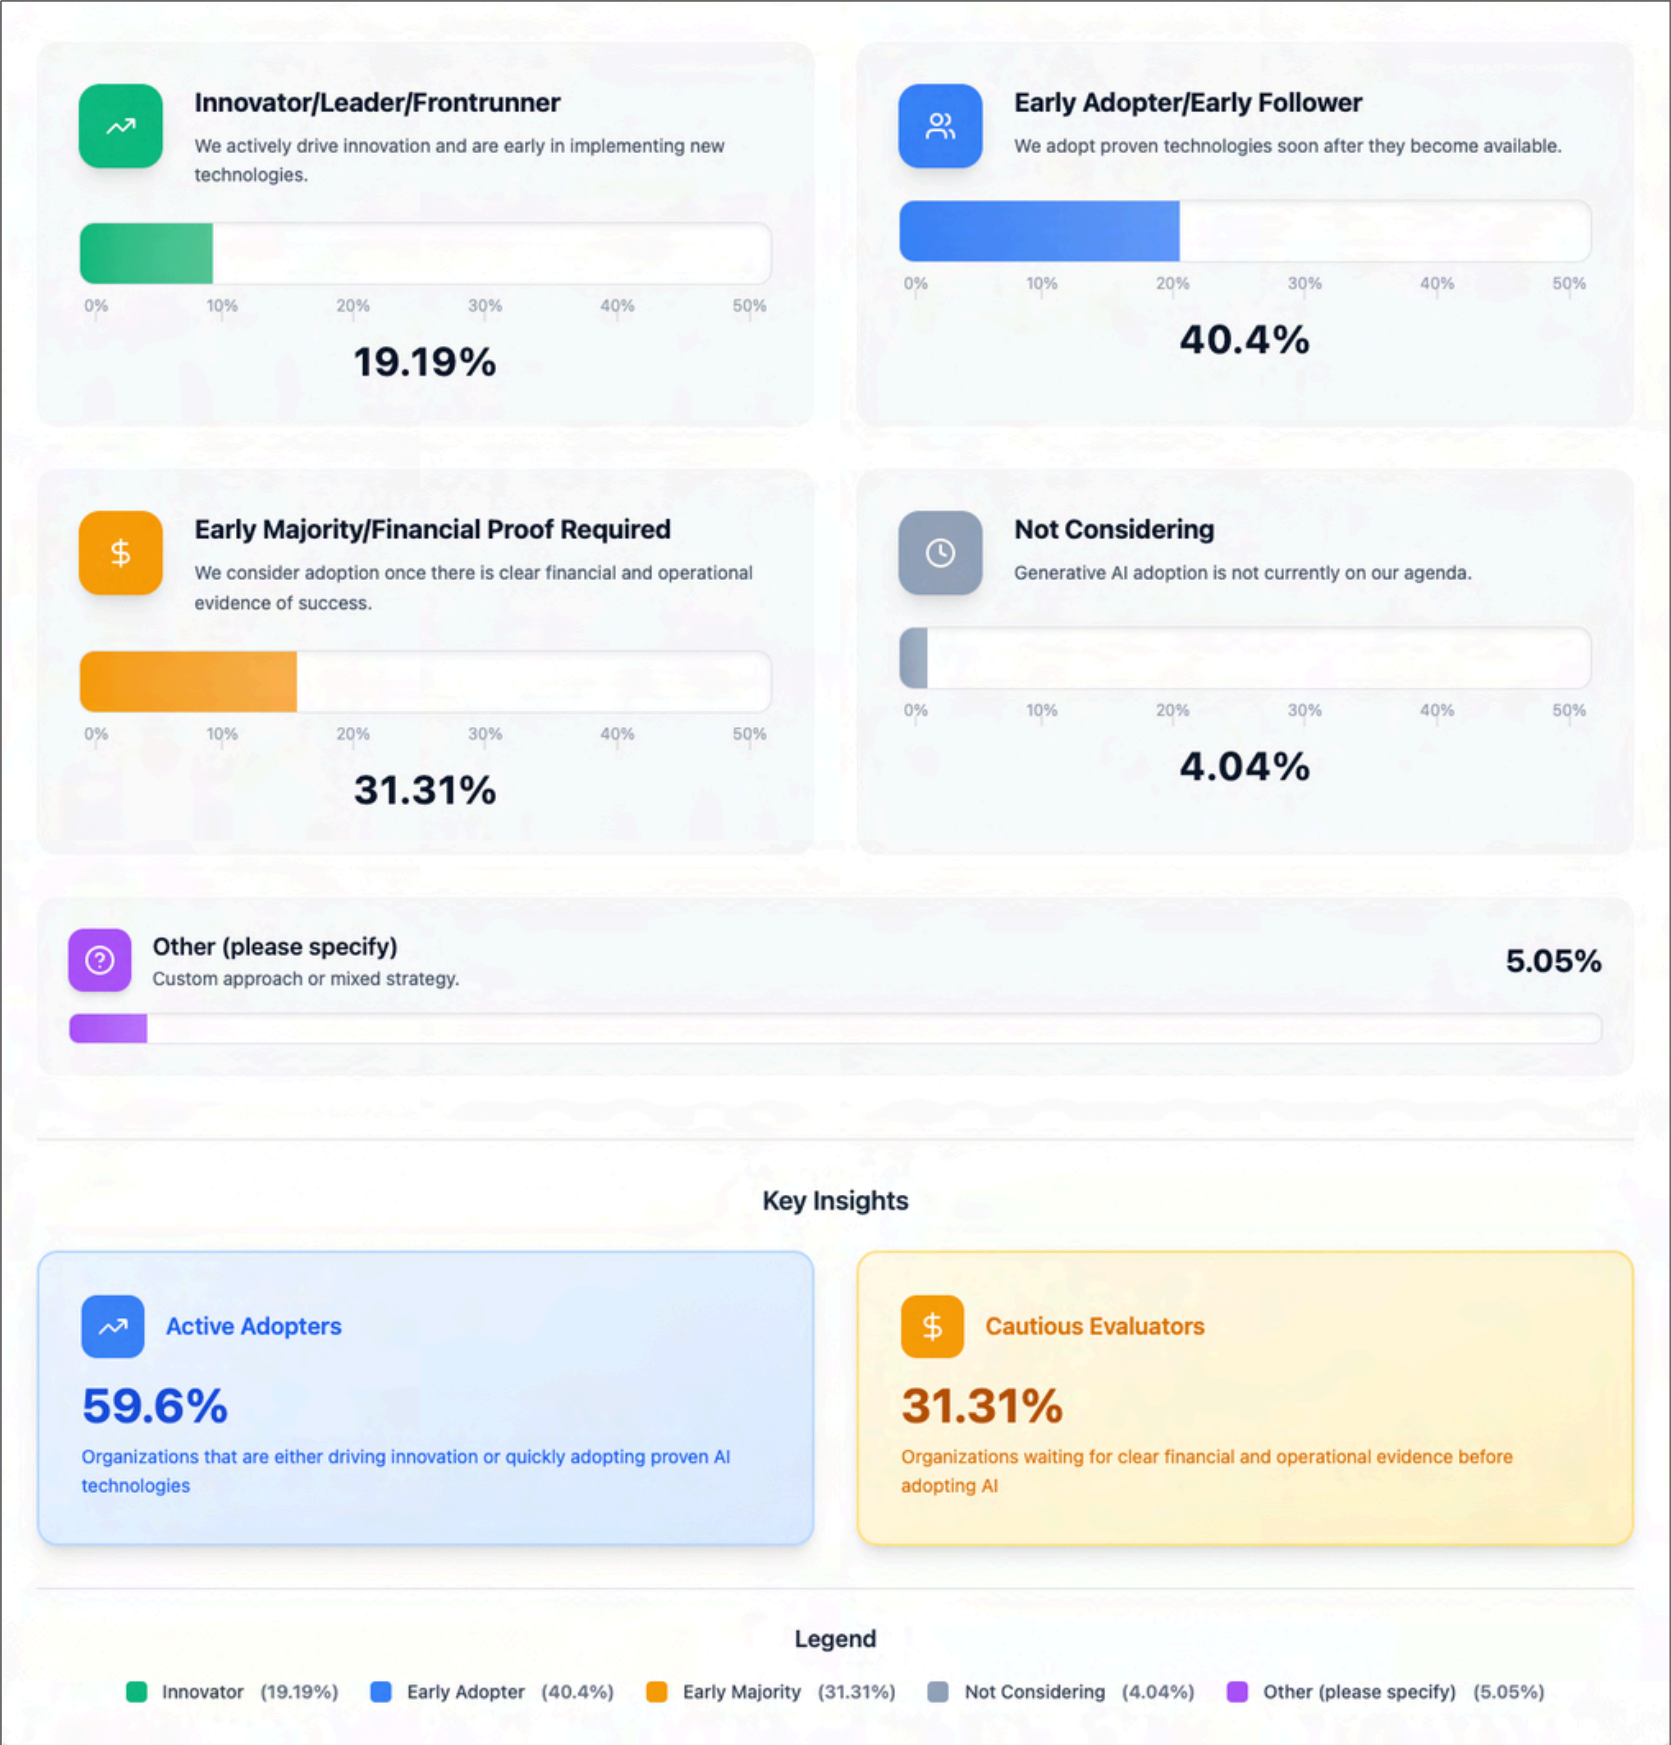 Innovator/Leader/Frontrunner
We actively drive innovation and are early in implementing new
technologies.
0% 10% 20% 30% 40% 50%
19.19%
Early Adopter/Early Follower
We adopt proven technologies soon after they become available.
0% 10% 20% 30% 40% 50%
40.4%
Early Majority/Financial Proof Required
We consider adoption once there is clear financial and operational
evidence of success.
0% 10% 20% 30% 40% 50%
31.31%
Not Considering
Generative AI adoption is not currently on our agenda.
0% 10% 20% 30% 40% 50%
4.04%
Other (please specify)
Custom approach or mixed strategy.
5.05%
Key Insights
Active Adopters
59.6%
Organizations that are either driving innovation or quickly adopting proven AI
technologies
Cautious Evaluators
31.31%
Organizations waiting for clear financial and operational evidence before
adopting AI
Legend
Innovator (19.19%) Early Adopter (40.4%) Early Majority (31.31%) Not Considering (4.04%) Other (please specify) (5.05%)